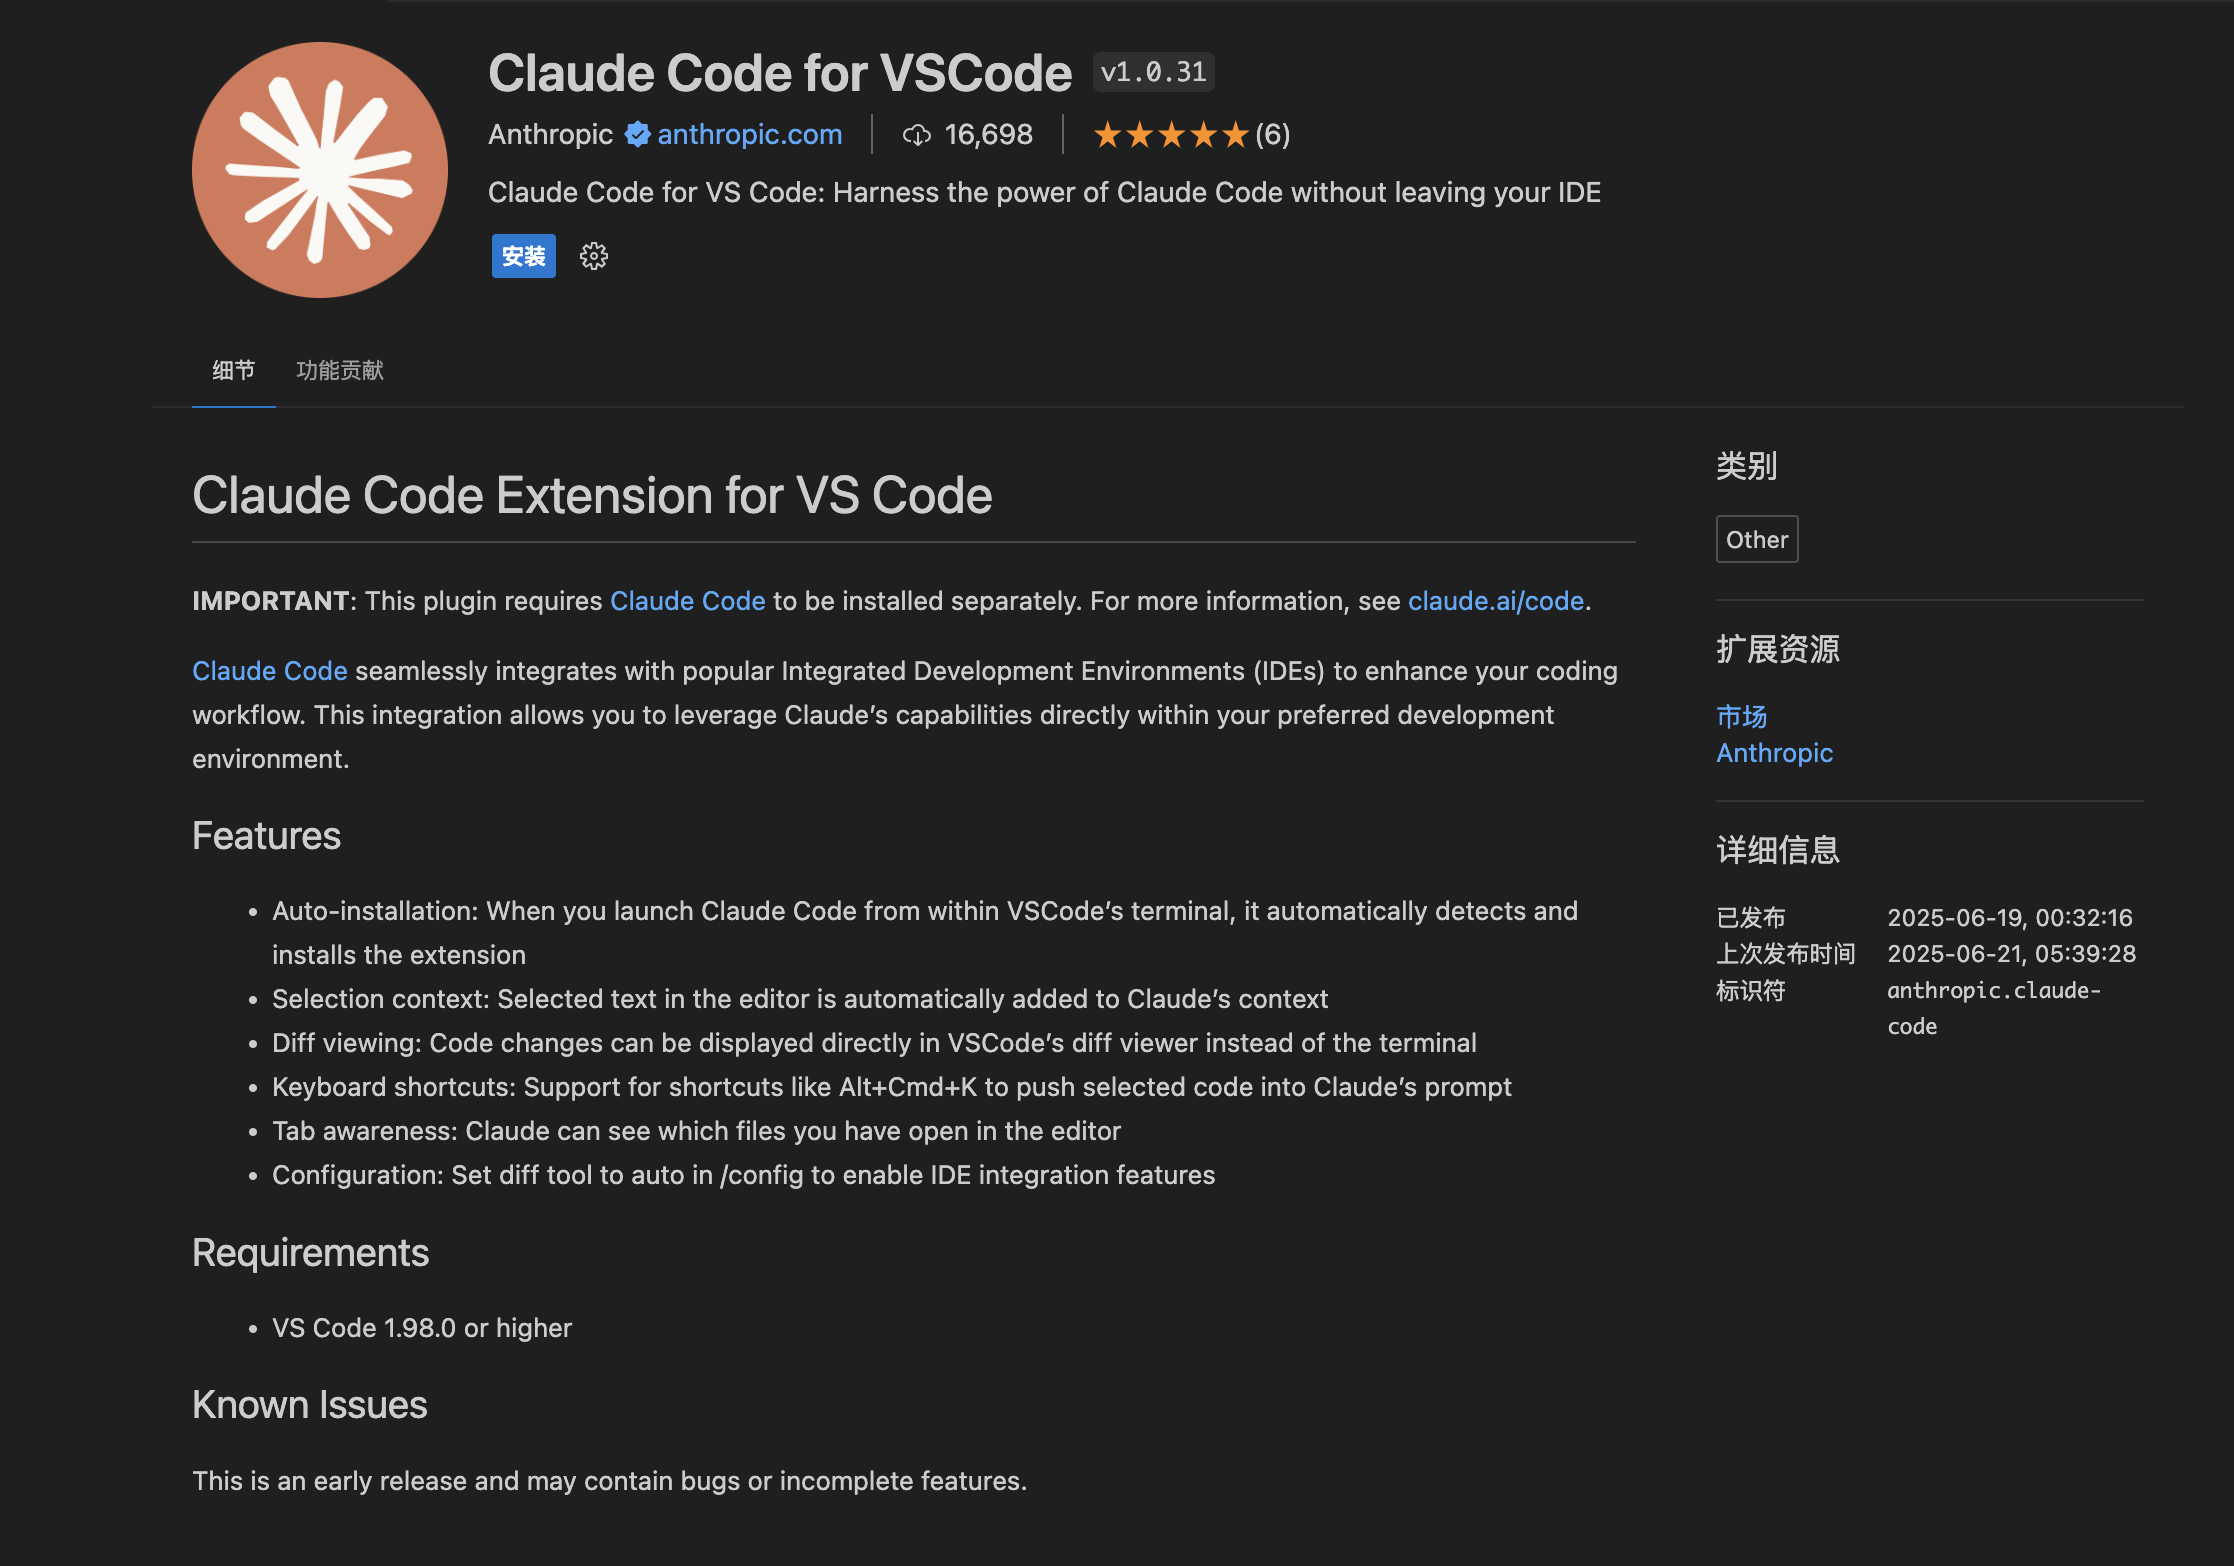 Claude Code for VSCode v1.0.31
Anthropic anthropic.com 16,698 (6)
Claude Code for VS Code: Harness the power of Claude Code without leaving your IDE
安装
细节 功能贡献
Claude Code Extension for VS Code
IMPORTANT: This plugin requires Claude Code to be installed separately. For more information, see claude.ai/code.
Claude Code seamlessly integrates with popular Integrated Development Environments (IDEs) to enhance your coding
workflow. This integration allows you to leverage Claude’s capabilities directly within your preferred development
environment.
Features
• Auto-installation: When you launch Claude Code from within VSCode’s terminal, it automatically detects and
installs the extension
• Selection context: Selected text in the editor is automatically added to Claude’s context
• Diff viewing: Code changes can be displayed directly in VSCode’s diff viewer instead of the terminal
• Keyboard shortcuts: Support for shortcuts like Alt+Cmd+K to push selected code into Claude’s prompt
• Tab awareness: Claude can see which files you have open in the editor
• Configuration: Set diff tool to auto in /config to enable IDE integration features
Requirements
• VS Code 1.98.0 or higher
Known Issues
This is an early release and may contain bugs or incomplete features.
类别
Other
扩展资源
市场
Anthropic
详细信息
已发布 2025-06-19, 00:32:16
上次发布时间 2025-06-21, 05:39:28
标识符 anthropic.claude-
code